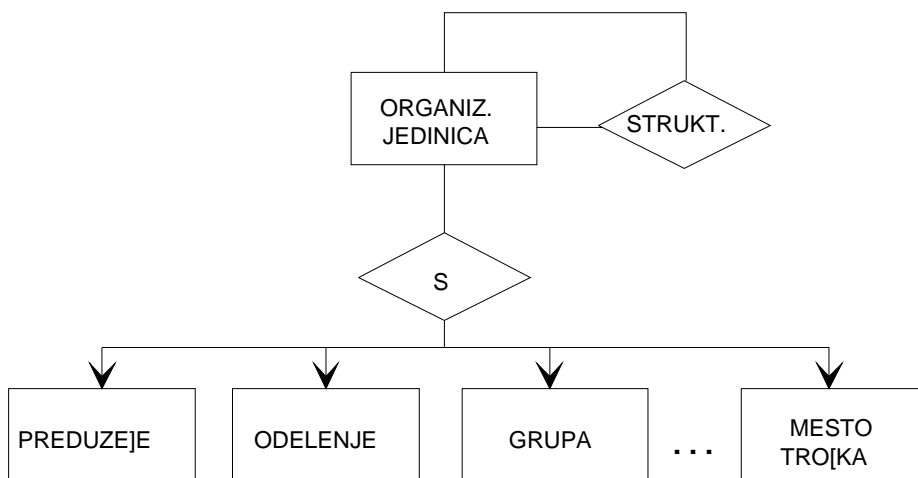 ORGANIZ.
JEDINICA
STRUKT.
S
PREDUZE]E
ODELENJE
GRUPA
...
MESTO
TRO[KA